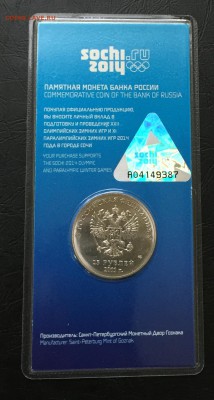 sochi.ru
2014
ПАМЯТНАЯ МОНЕТА БАНКА РОССИИ
COMMEMORATIVE COIN OF THE BANK OF RUSSIA
ПОКУПАЯ ОФИЦИАЛЬНУЮ ПРОДУКЦИЮ,
ВЫ ВНОСИТЕ ЛИЧНЫЙ ВКЛАД В
ПОДГОТОВКУ И ПРОВЕДЕНИЕ XXII
ОЛИМПИЙСКИХ ЗИМНИХ ИГР И XI
ПАРАЛИМПИЙСКИХ ЗИМНИХ ИГР 2014
ГОДА В ГОРОДЕ СОЧИ
YOUR PURCHASE SUPPORTS
THE SOCHI 2014 OLYMPIC
AND PARALYMPIC WINTER GAMES
A04149387
25 РУБЛЕЙ
Производитель: Санкт-Петербургский Монетный Двор Гознака
Manufacturer: Saint-Petersburg Mint of Goznak